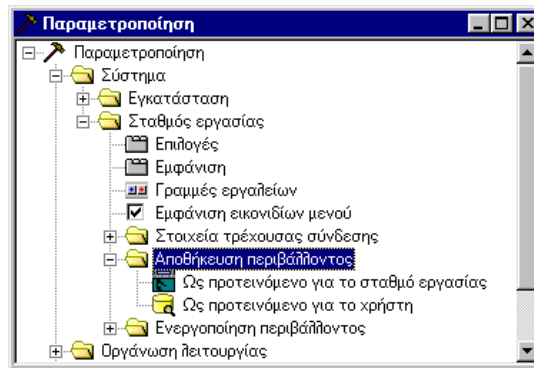 Παραμετροποίηση
Παραμετροποίηση
Σύστημα
Εγκατάσταση
Σταθμός εργασίας
Επιλογές
Εμφάνιση
Γραμμές εργαλείων
Εμφάνιση εικονιδίων μενού
Στοιχεία τρέχουσας σύνδεσης
Αποθήκευση περιβάλλοντος
Ως προτεινόμενο για το σταθμό εργασίας
Ως προτεινόμενο για το χρήστη
Ενεργοποίηση περιβάλλοντος
Οργάνωση λειτουργίας